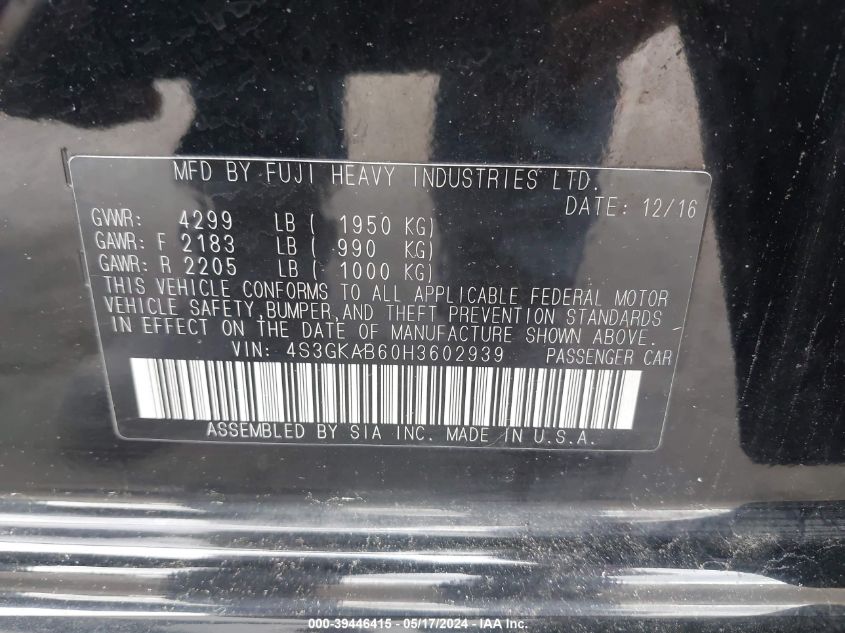 MFD BY FUJI HEAVY INDUSTRIES LTD.
DATE: 12/16
GVWR: 4299 LB ( 1950 KG)
GAWR: F 2183 LB ( 990 KG)
GAWR: R 2205 LB ( 1000 KG)
THIS VEHICLE CONFORMS TO ALL APPLICABLE FEDERAL MOTOR
VEHICLE SAFETY,BUMPER,AND THEFT PREVENTION STANDARDS
IN EFFECT ON THE DATE OF MANUFACTURE SHOWN ABOVE.
VIN: 4S3GKAB60H3602939 PASSENGER CAR
ASSEMBLED BY SIA INC. MADE IN U.S.A.
000-39446415 - 05/17/2024 - IAA Inc.